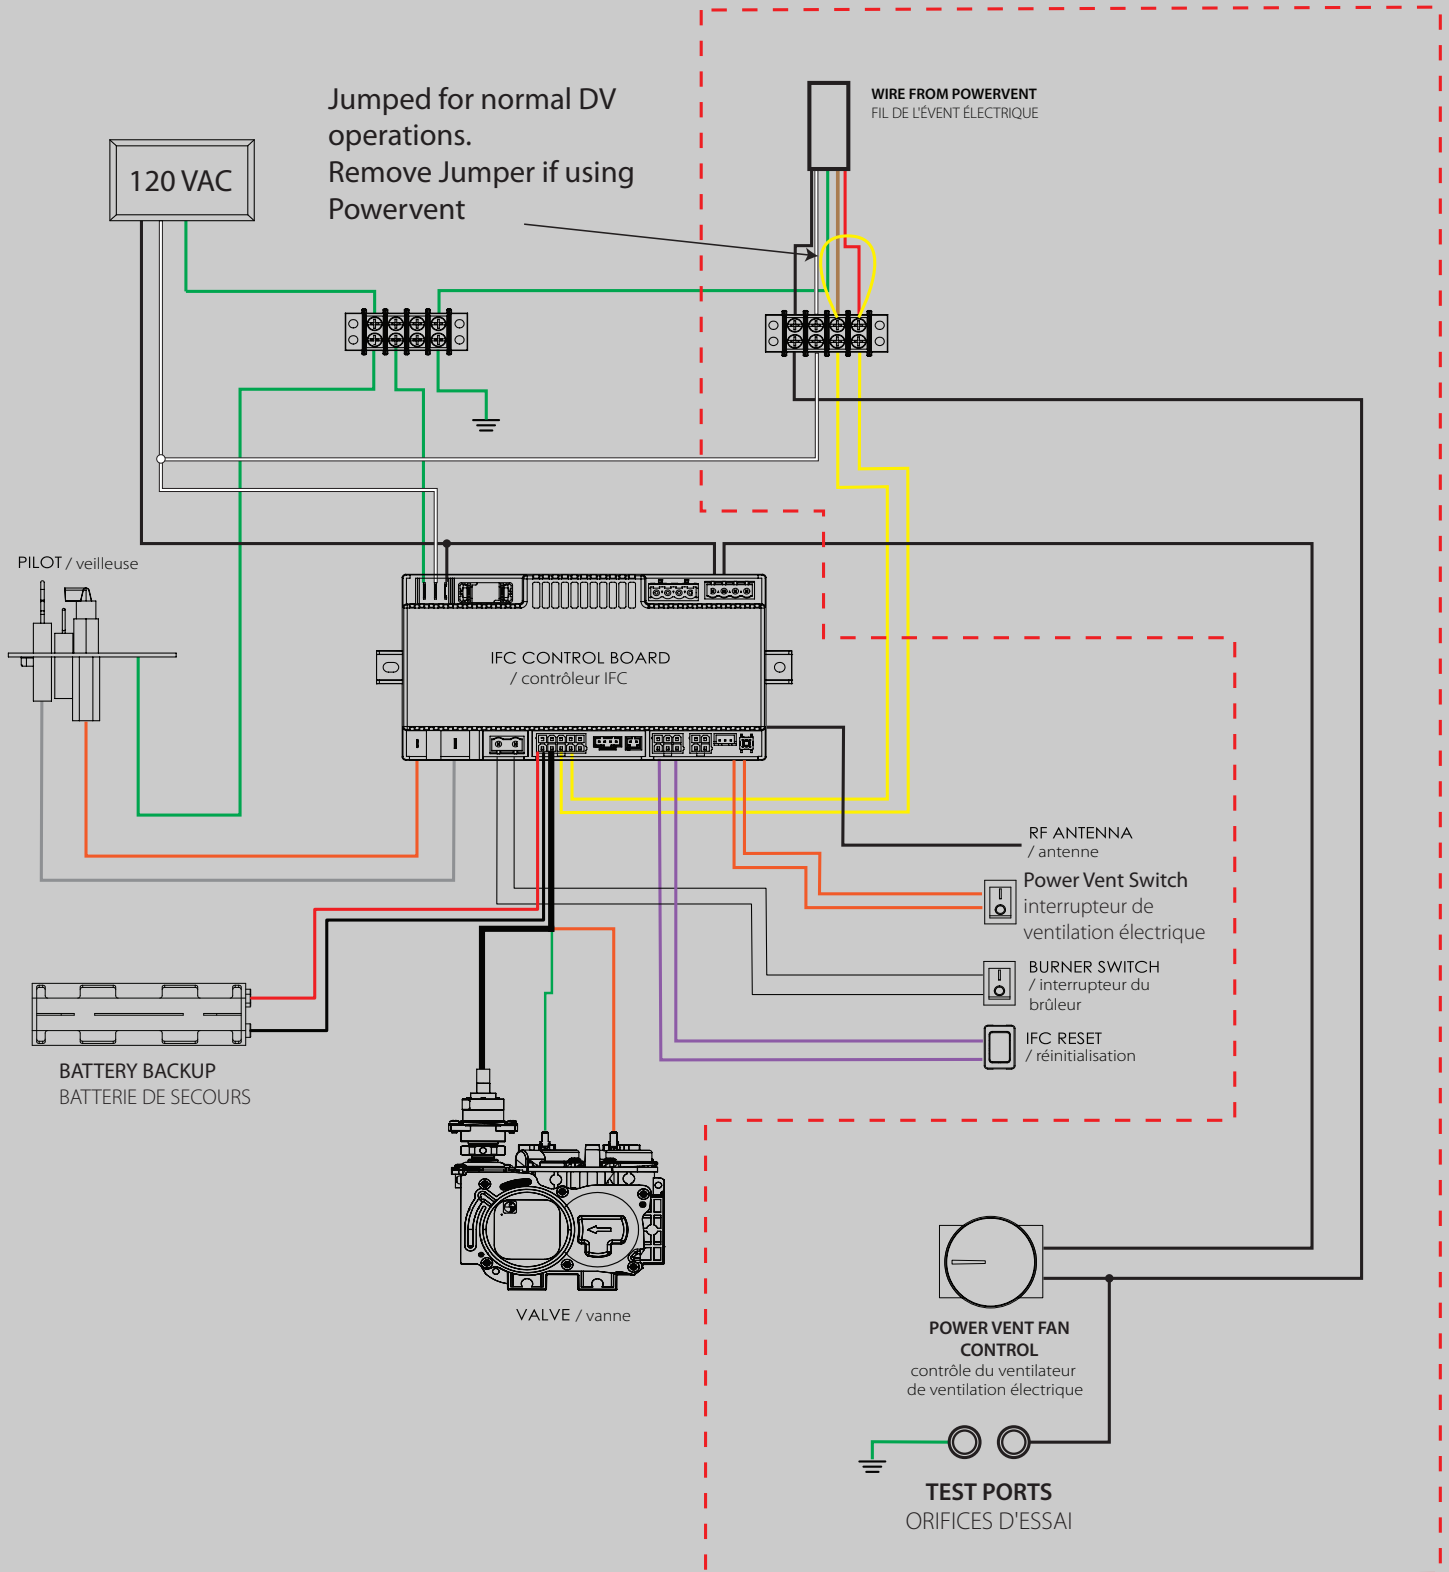 Jumped for normal DV
operations.
Remove Jumper if using
Powervent
WIRE FROM POWERVENT
FIL DE L'ÉVENT ÉLECTRIQUE
120 VAC
PILOT / veilleuse
IFC CONTROL BOARD
/ contrôleur IFC
RF ANTENNA
/ antenne
Power Vent Switch
interrupteur de
ventilation électrique
BURNER SWITCH
/ interrupteur du
brûleur
IFC RESET
/ réinitialisation
BATTERY BACKUP
BATTERIE DE SECOURS
VALVE / vanne
POWER VENT FAN
CONTROL
contrôle du ventilateur
de ventilation électrique
TEST PORTS
ORIFICES D'ESSAI